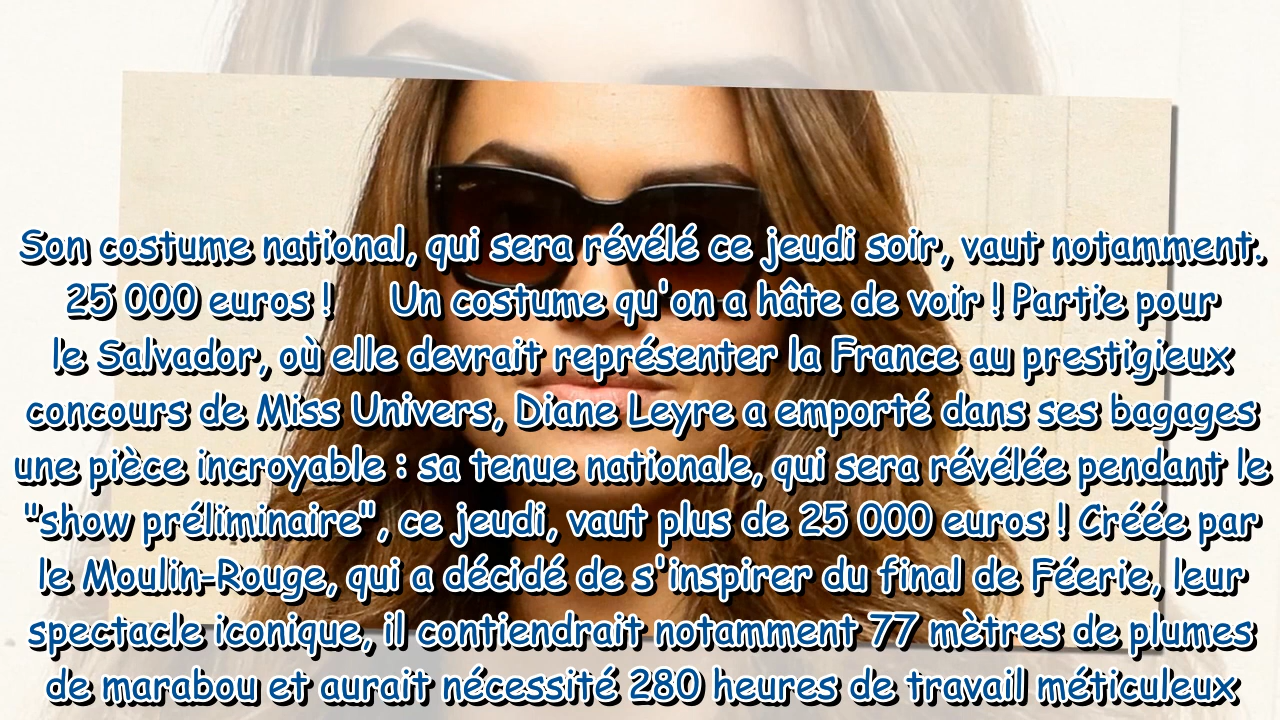 Son costume national, qui sera révélé ce jeudi soir, vaut notamment.
25 000 euros ! Un costume qu'on a hâte de voir ! Partie pour
le Salvador, où elle devrait représenter la France au prestigieux
concours de Miss Univers, Diane Leyre a emporté dans ses bagages
une pièce incroyable : sa tenue nationale, qui sera révélée pendant le
"show préliminaire", ce jeudi, vaut plus de 25 000 euros ! Créée par
le Moulin-Rouge, qui a décidé de s'inspirer du final de Féerie, leur
spectacle iconique, il contiendrait notamment 77 mètres de plumes
de marabou et aurait nécessité 280 heures de travail méticuleux